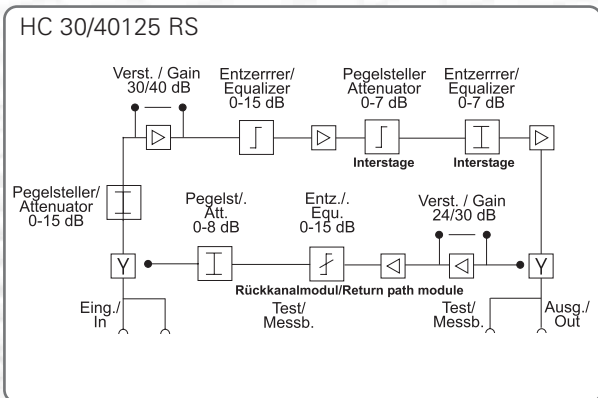 HC 30/40125 RS
Verst. / Gain
30/40 dB
Entzerrrer/
Equalizer
0-15 dB
Pegelsteller
Attenuator
0-7 dB
Interstage
Entzerrrer/
Equalizer
0-7 dB
Interstage
Pegelsteller/
Attenuator
0-15 dB
Pegelst/.
Att.
0-8 dB
Entz./.
Equ.
0-15 dB
Verst. / Gain
24/30 dB
Y
Y
Rückkanalmodul/Return path module
Eing./
In
Test/
Messb.
Test/
Messb.
Ausg./
Out